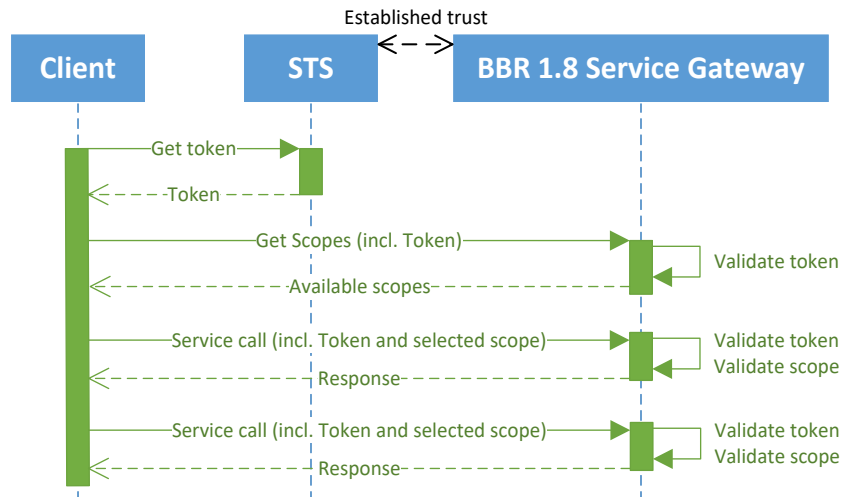 Established trust
Client
STS
BBR 1.8 Service Gateway
Get token
Token
Get Scopes (incl. Token)
Validate token
Available scopes
Service call (incl. Token and selected scope)
Validate token
Validate scope
Response
Service call (incl. Token and selected scope)
Validate token
Validate scope
Response